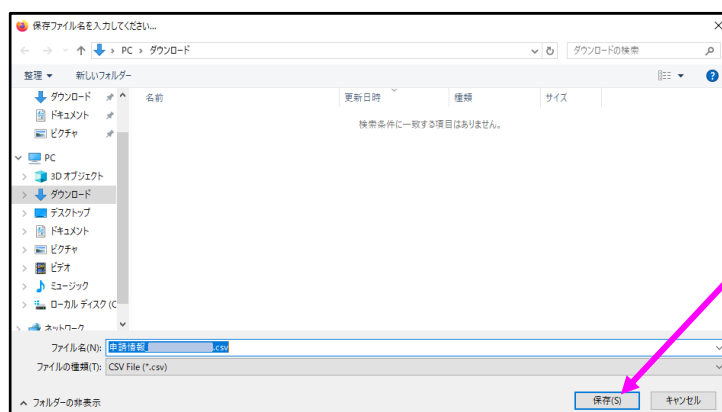 保存ファイル名を入力してください...
PC › ダウンロード
ダウンロードの検索
整理 新しいフォルダー
名前 更新日時 種類 サイズ
検索条件に一致する項目はありません。
ダウンロード
ドキュメント
ピクチャ
PC
3D オブジェクト
ダウンロード
デスクトップ
ドキュメント
ピクチャ
ビデオ
ミュージック
ローカル ディスク (C
ネットワーク
ファイル名(N): 申請情報_ .csv
ファイルの種類(T): CSV File (*.csv)
フォルダーの非表示
保存(S) キャンセル